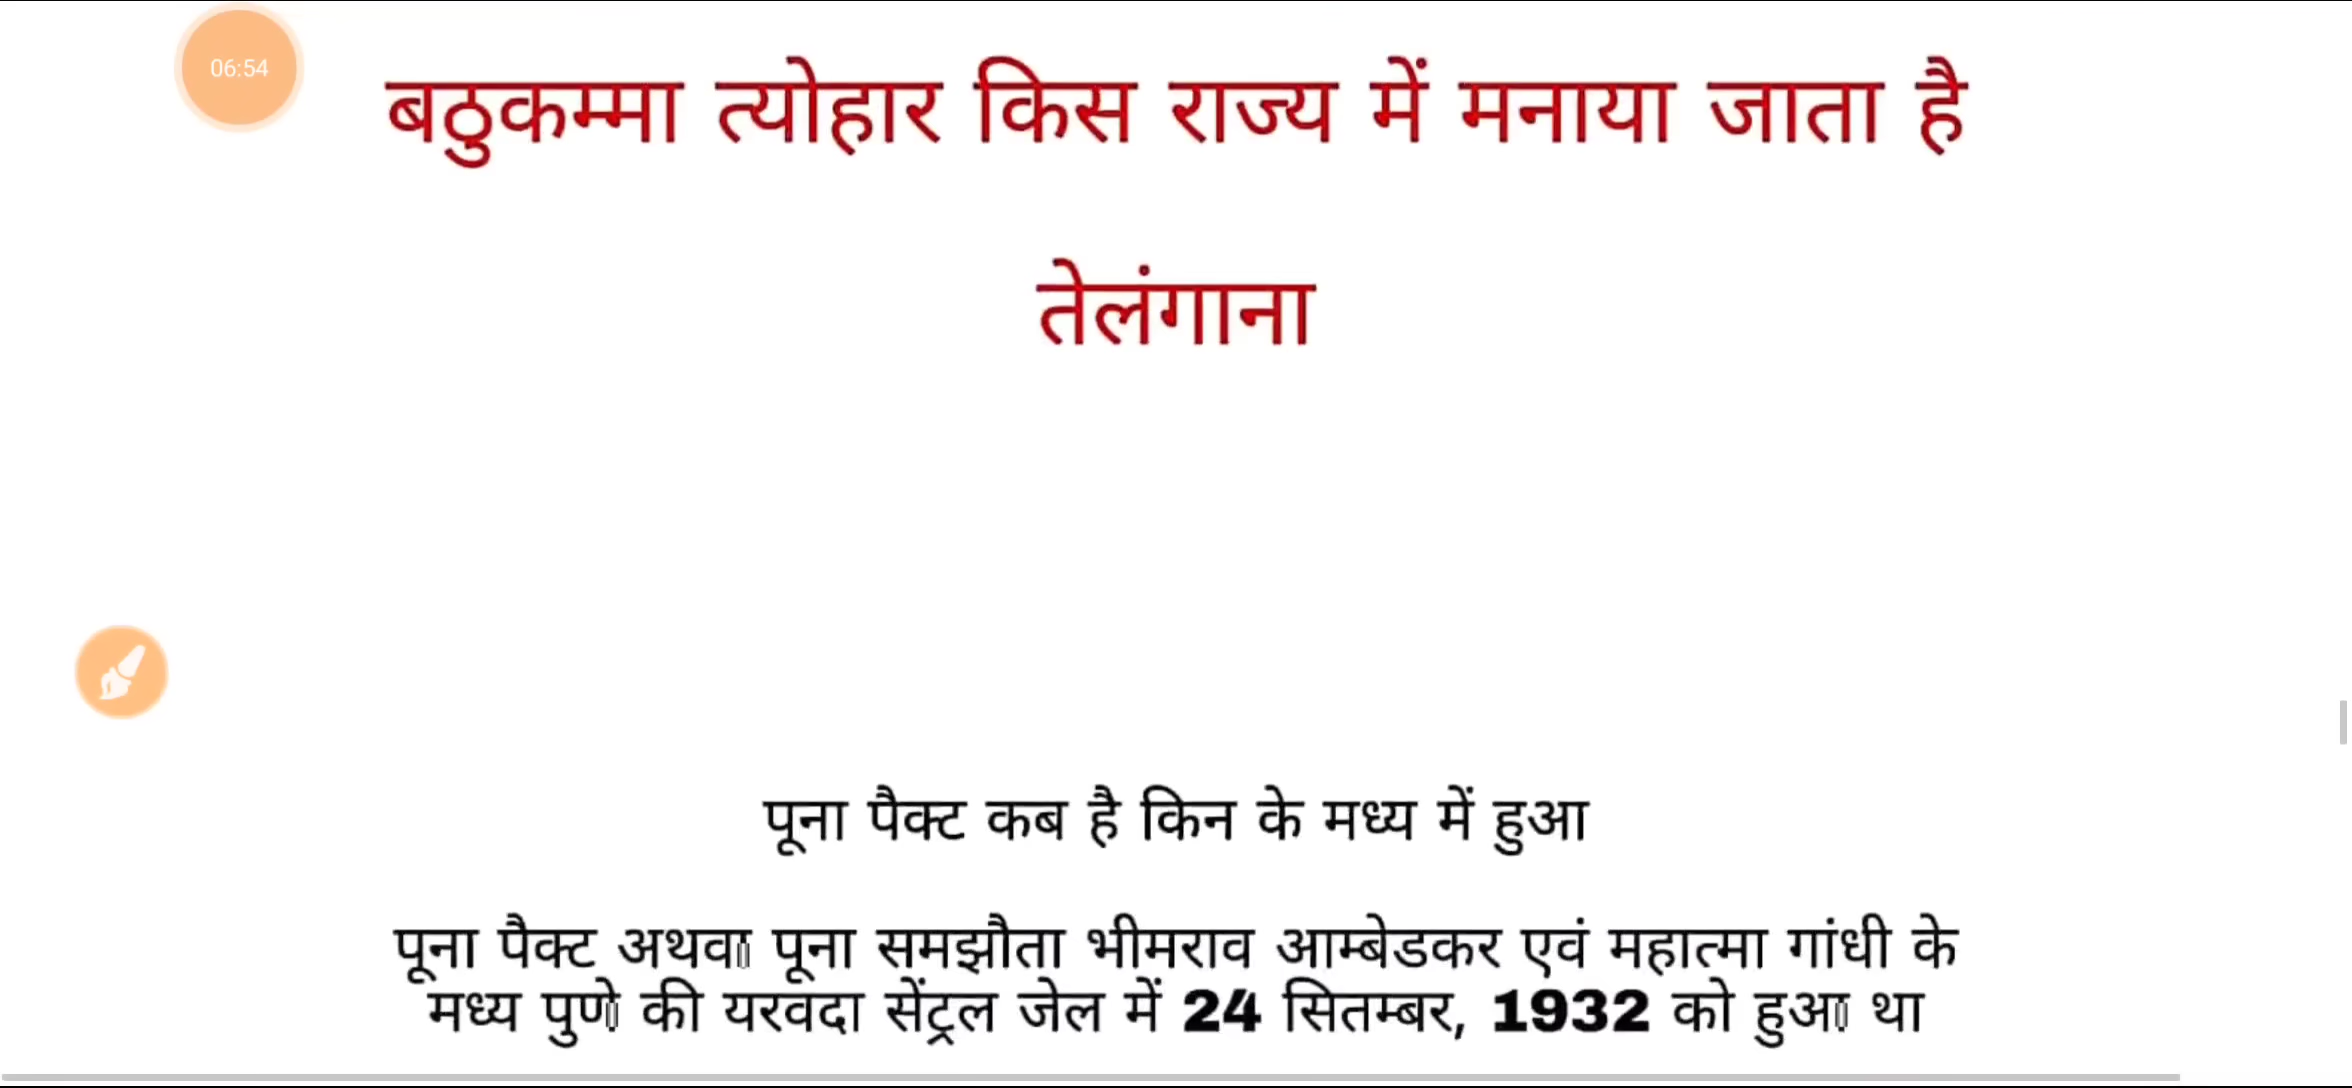 06:54
बठुकम्मा त्योहार किस राज्य में मनाया जाता है
तेलंगाना
पूना पैक्ट कब है किन के मध्य में हुआ
पूना पैक्ट अथवा पूना समझौता भीमराव आम्बेडकर एवं महात्मा गांधी के
मध्य पुणे की यरवदा सेंट्रल जेल में 24 सितम्बर, 1932 को हुआ था